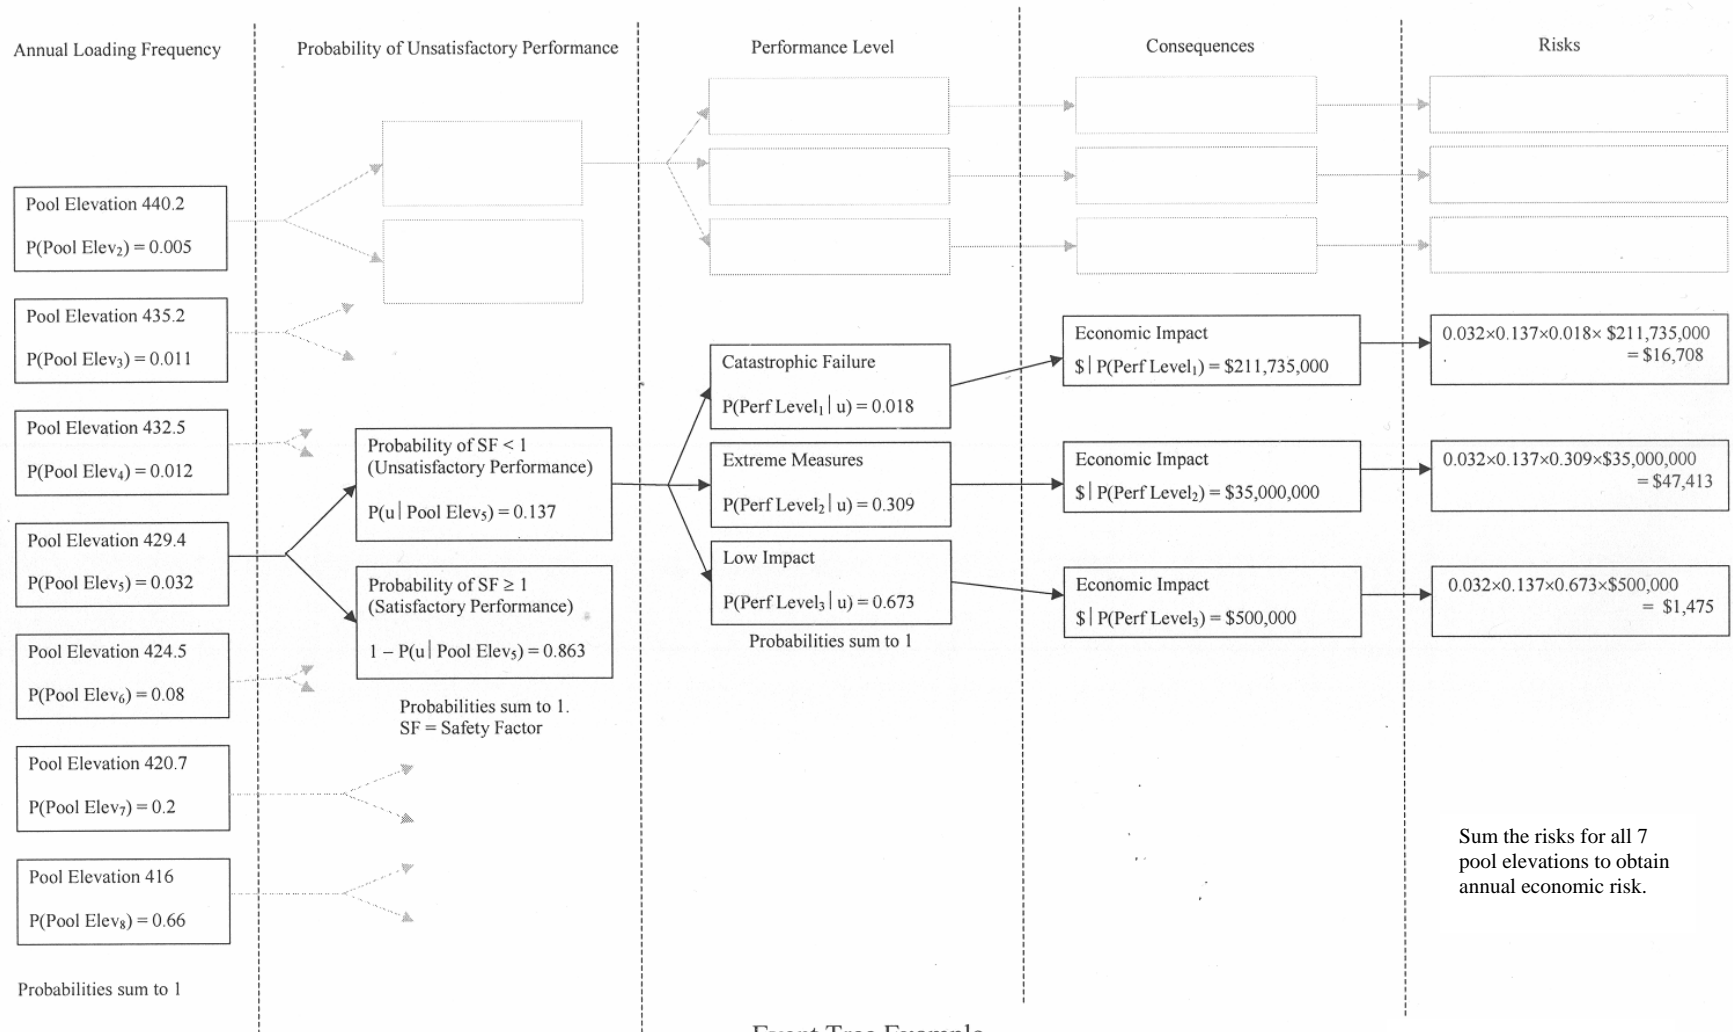 Annual Loading Frequency
Probability of Unsatisfactory Performance
Performance Level
Consequences
Risks
Pool Elevation 440.2
P(Pool Elev₂) = 0.005
Pool Elevation 435.2
P(Pool Elev₃) = 0.011
Pool Elevation 432.5
P(Pool Elev₄) = 0.012
Pool Elevation 429.4
P(Pool Elev₅) = 0.032
Pool Elevation 424.5
P(Pool Elev₆) = 0.08
Pool Elevation 420.7
P(Pool Elev₇) = 0.2
Pool Elevation 416
P(Pool Elev₈) = 0.66
Probabilities sum to 1
Probability of SF < 1
(Unsatisfactory Performance)
P(u | Pool Elev₅) = 0.137
Probability of SF ≥ 1
(Satisfactory Performance)
1 – P(u | Pool Elev₅) = 0.863
Probabilities sum to 1.
SF = Safety Factor
Catastrophic Failure
P(Perf Level₁ | u) = 0.018
Extreme Measures
P(Perf Level₂ | u) = 0.309
Low Impact
P(Perf Level₃ | u) = 0.673
Probabilities sum to 1
Economic Impact
$ | P(Perf Level₁) = $211,735,000
Economic Impact
$ | P(Perf Level₂) = $35,000,000
Economic Impact
$ | P(Perf Level₃) = $500,000
0.032×0.137×0.018× $211,735,000
= $16,708
0.032×0.137×0.309×$35,000,000
= $47,413
0.032×0.137×0.673×$500,000
= $1,475
Sum the risks for all 7
pool elevations to obtain
annual economic risk.
Event Tree Example